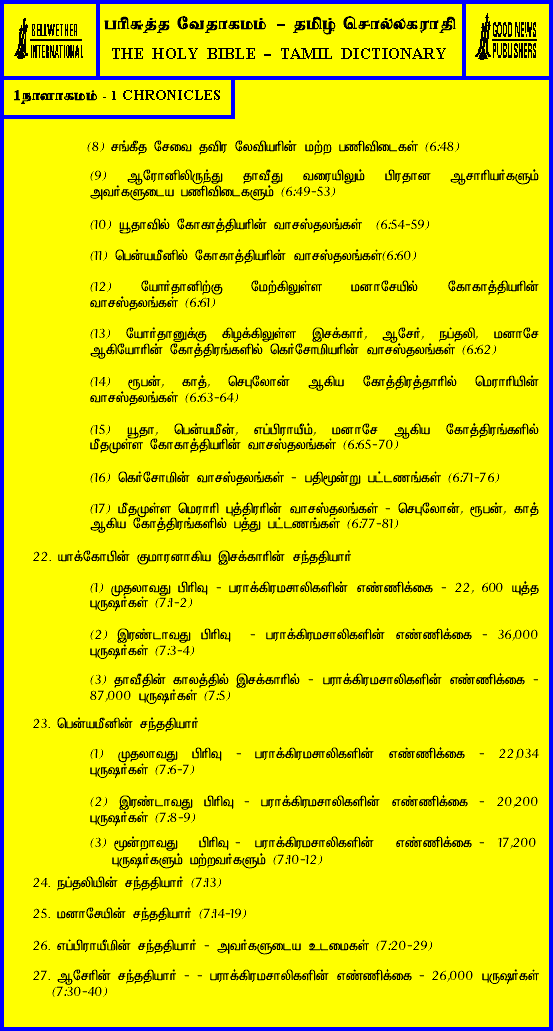 BELLWETHER
INTERNATIONAL
பரிசுத்த வேதாகமம் – தமிழ் சொல்லகராதி
THE HOLY BIBLE – TAMIL DICTIONARY
GOOD NEWS
PUBLISHERS
1நாளாகமம் - 1 CHRONICLES
(8) சங்கீத சேவை தவிர லேவியரின் மற்ற பணிவிடைகள் (6:48)
(9) ஆரோனிலிருந்து தாவீது வரையிலும் பிரதான ஆசாரியர்களும்
அவர்களுடைய பணிவிடைகளும் (6:49-53)
(10) யூதாவில் கோகாத்தியரின் வாசஸ்தலங்கள் (6:54-59)
(11) பென்யமீனில் கோகாத்தியரின் வாசஸ்தலங்கள்(6:60)
(12) யோர்தானிற்கு மேற்கிலுள்ள மனாசேயில் கோகாத்தியரின்
வாசஸ்தலங்கள் (6:61)
(13) யோர்தானுக்கு கிழக்கிலுள்ள இசக்கார், ஆசேர், நப்தலி, மனாசே
ஆகியோரின் கோத்திரங்களில் கெர்சோமியரின் வாசஸ்தலங்கள் (6:62)
(14) ரூபன், காத், செபுலோன் ஆகிய கோத்திரத்தாரில் மெராரியின்
வாசஸ்தலங்கள் (6:63-64)
(15) யூதா, பென்யமீன், எப்பிராயீம், மனாசே ஆகிய கோத்திரங்களில்
மீதமுள்ள கோகாத்தியரின் வாசஸ்தலங்கள் (6:65-70)
(16) கெர்சோமின் வாசஸ்தலங்கள் - பதிமூன்று பட்டணங்கள் (6:71-76)
(17) மீதமுள்ள மெராரி புத்திரரின் வாசஸ்தலங்கள் - செபுலோன், ரூபன், காத்
ஆகிய கோத்திரங்களில் பத்து பட்டணங்கள் (6:77-81)
22. யாக்கோபின் குமாரனாகிய இசக்காரின் சந்ததியார்
(1) முதலாவது பிரிவு - பராக்கிரமசாலிகளின் எண்ணிக்கை - 22, 600 யுத்த
புருஷர்கள் (7:1-2)
(2) இரண்டாவது பிரிவு - பராக்கிரமசாலிகளின் எண்ணிக்கை - 36,000
புருஷர்கள் (7:3-4)
(3) தாவீதின் காலத்தில் இசக்காரில் - பராக்கிரமசாலிகளின் எண்ணிக்கை -
87,000 புருஷர்கள் (7:5)
23. பென்யமீனின் சந்ததியார்
(1) முதலாவது பிரிவு - பராக்கிரமசாலிகளின் எண்ணிக்கை - 22,034
புருஷர்கள் (7:6-7)
(2) இரண்டாவது பிரிவு - பராக்கிரமசாலிகளின் எண்ணிக்கை - 20,200
புருஷர்கள் (7:8-9)
(3) மூன்றாவது பிரிவு - பராக்கிரமசாலிகளின் எண்ணிக்கை - 17,200
புருஷர்களும் மற்றவர்களும் (7:10-12)
24. நப்தலியின் சந்ததியார் (7:13)
25. மனாசேயின் சந்ததியார் (7:14-19)
26. எப்பிராயீமின் சந்ததியார் - அவர்களுடைய உடமைகள் (7:20-29)
27. ஆசேரின் சந்ததியார் - - பராக்கிரமசாலிகளின் எண்ணிக்கை - 26,000 புருஷர்கள்
(7:30-40)